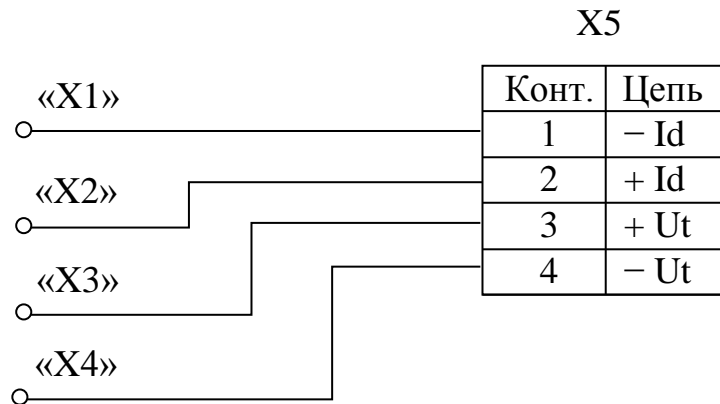 X5
Конт. Цепь
«X1»
1 − Id
«X2»
2 + Id
3 + Ut
«X3»
4 − Ut
«X4»